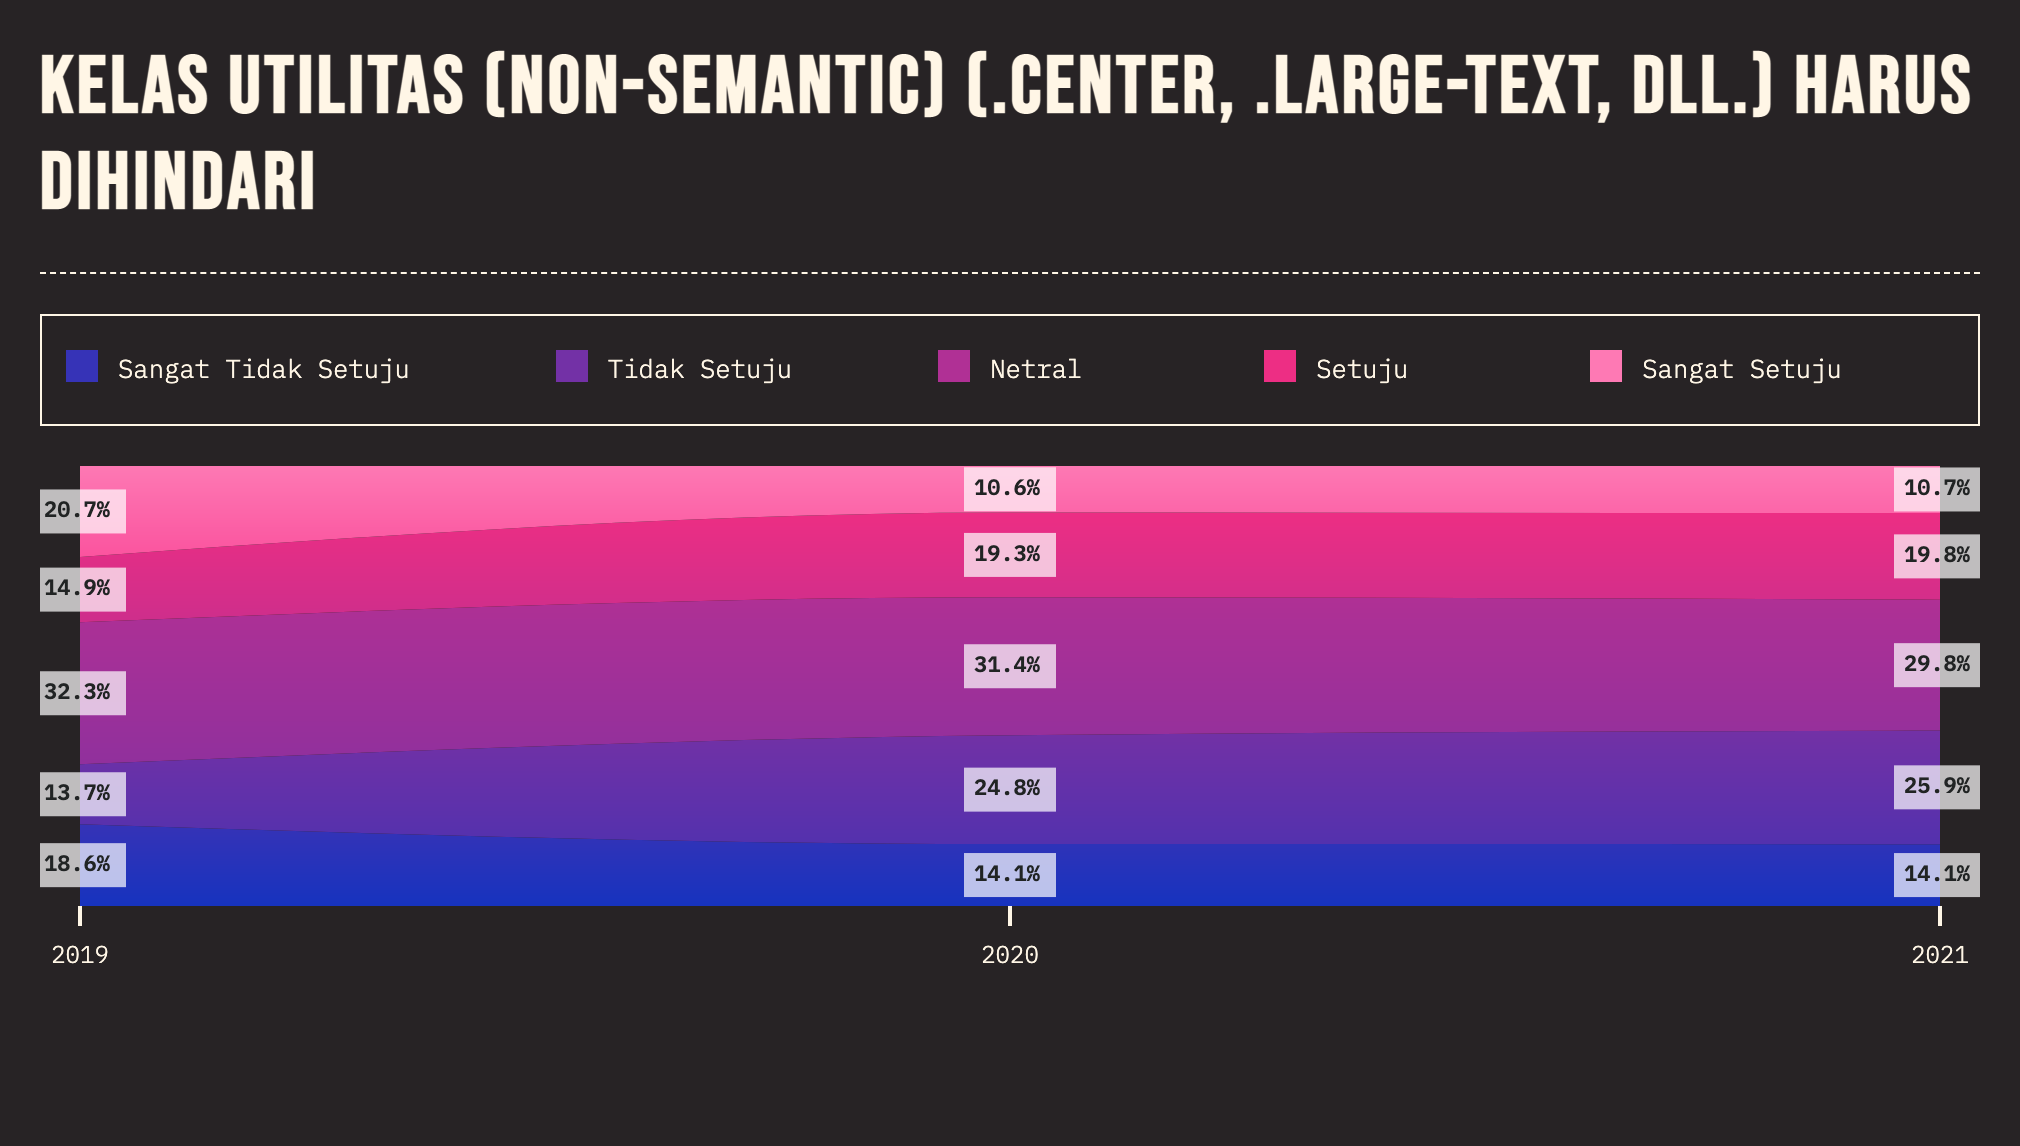 KELAS UTILITAS (NON-SEMANTIC) (.CENTER, .LARGE-TEXT, DLL.) HARUS
DIHINDARI
Sangat Tidak Setuju
Tidak Setuju
Netral
Setuju
Sangat Setuju
20.7%
10.6%
10.7%
14.9%
19.3%
19.8%
32.3%
31.4%
29.8%
13.7%
24.8%
25.9%
18.6%
14.1%
14.1%
2019
2020
2021